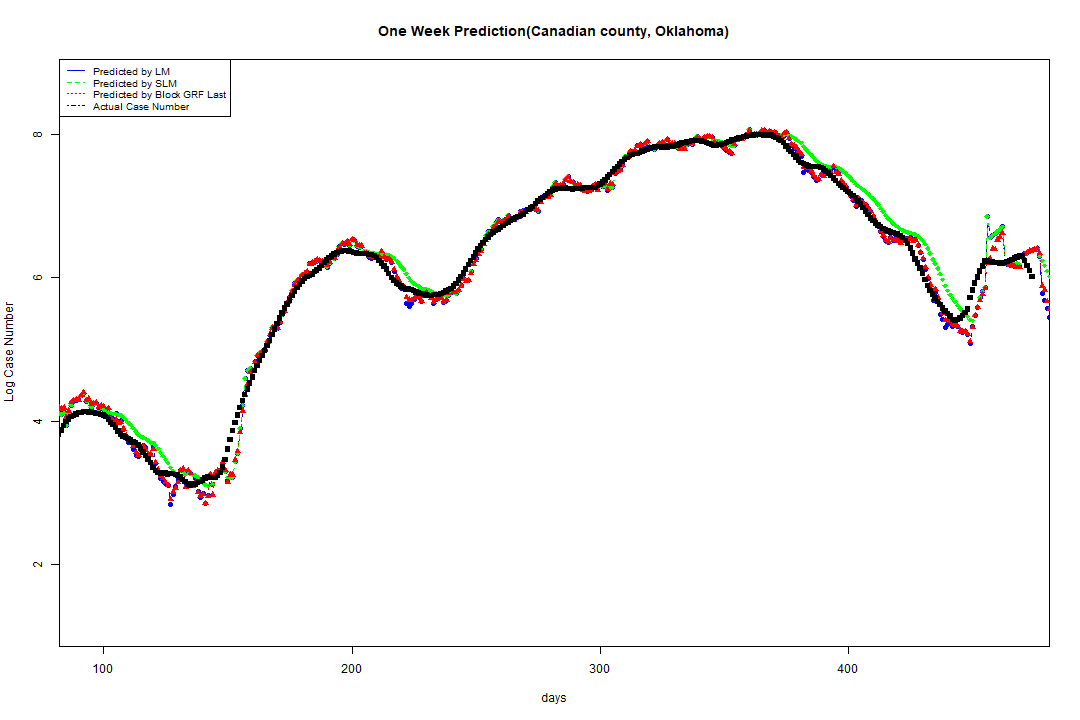 One Week Prediction(Canadian county, Oklahoma)
Predicted by LM
Predicted by SLM
Predicted by Block GRF Last
Actual Case Number
8
6
4
2
Log Case Number
100 200 300 400
days